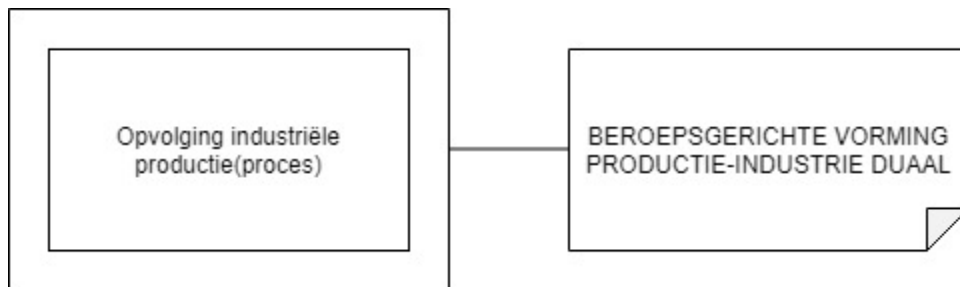 Opvolging industriële
productie(proces)
BEROEPSGERICHTE VORMING
PRODUCTIE-INDUSTRIE DUAAL